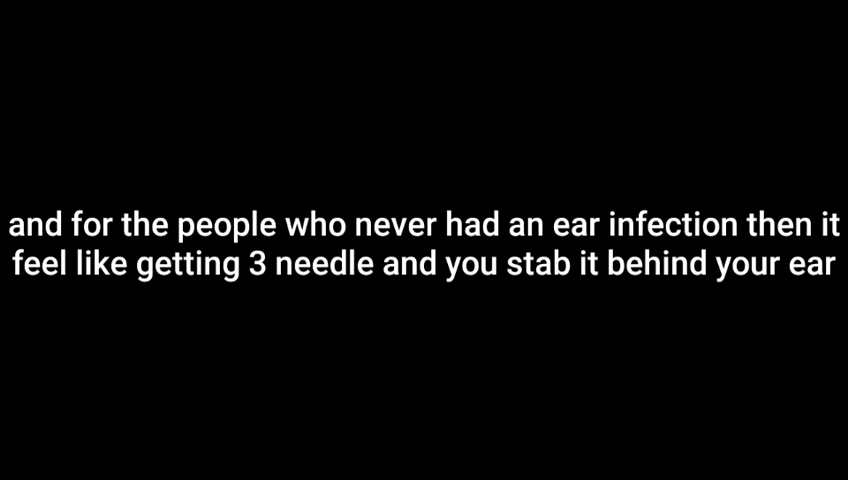 and for the people who never had an ear infection then it
feel like getting 3 needle and you stab it behind your ear